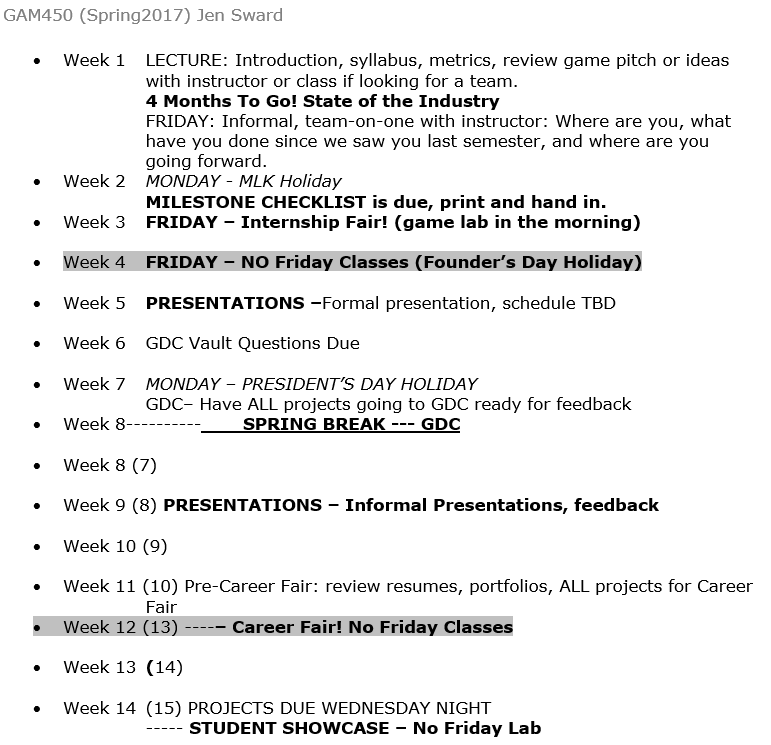 GAM450 (Spring2017) Jen Sward
• Week 1 LECTURE: Introduction, syllabus, metrics, review game pitch or ideas
with instructor or class if looking for a team.
4 Months To Go! State of the Industry
FRIDAY: Informal, team-on-one with instructor: Where are you, what
have you done since we saw you last semester, and where are you
going forward.
• Week 2 MONDAY - MLK Holiday
MILESTONE CHECKLIST is due, print and hand in.
• Week 3 FRIDAY – Internship Fair! (game lab in the morning)
• Week 4 FRIDAY – NO Friday Classes (Founder’s Day Holiday)
• Week 5 PRESENTATIONS –Formal presentation, schedule TBD
• Week 6 GDC Vault Questions Due
• Week 7 MONDAY – PRESIDENT’S DAY HOLIDAY
GDC– Have ALL projects going to GDC ready for feedback
• Week 8----------____SPRING BREAK --- GDC
• Week 8 (7)
• Week 9 (8) PRESENTATIONS – Informal Presentations, feedback
• Week 10 (9)
• Week 11 (10) Pre-Career Fair: review resumes, portfolios, ALL projects for Career
Fair
• Week 12 (13) ----– Career Fair! No Friday Classes
• Week 13 (14)
• Week 14 (15) PROJECTS DUE WEDNESDAY NIGHT
----- STUDENT SHOWCASE – No Friday Lab